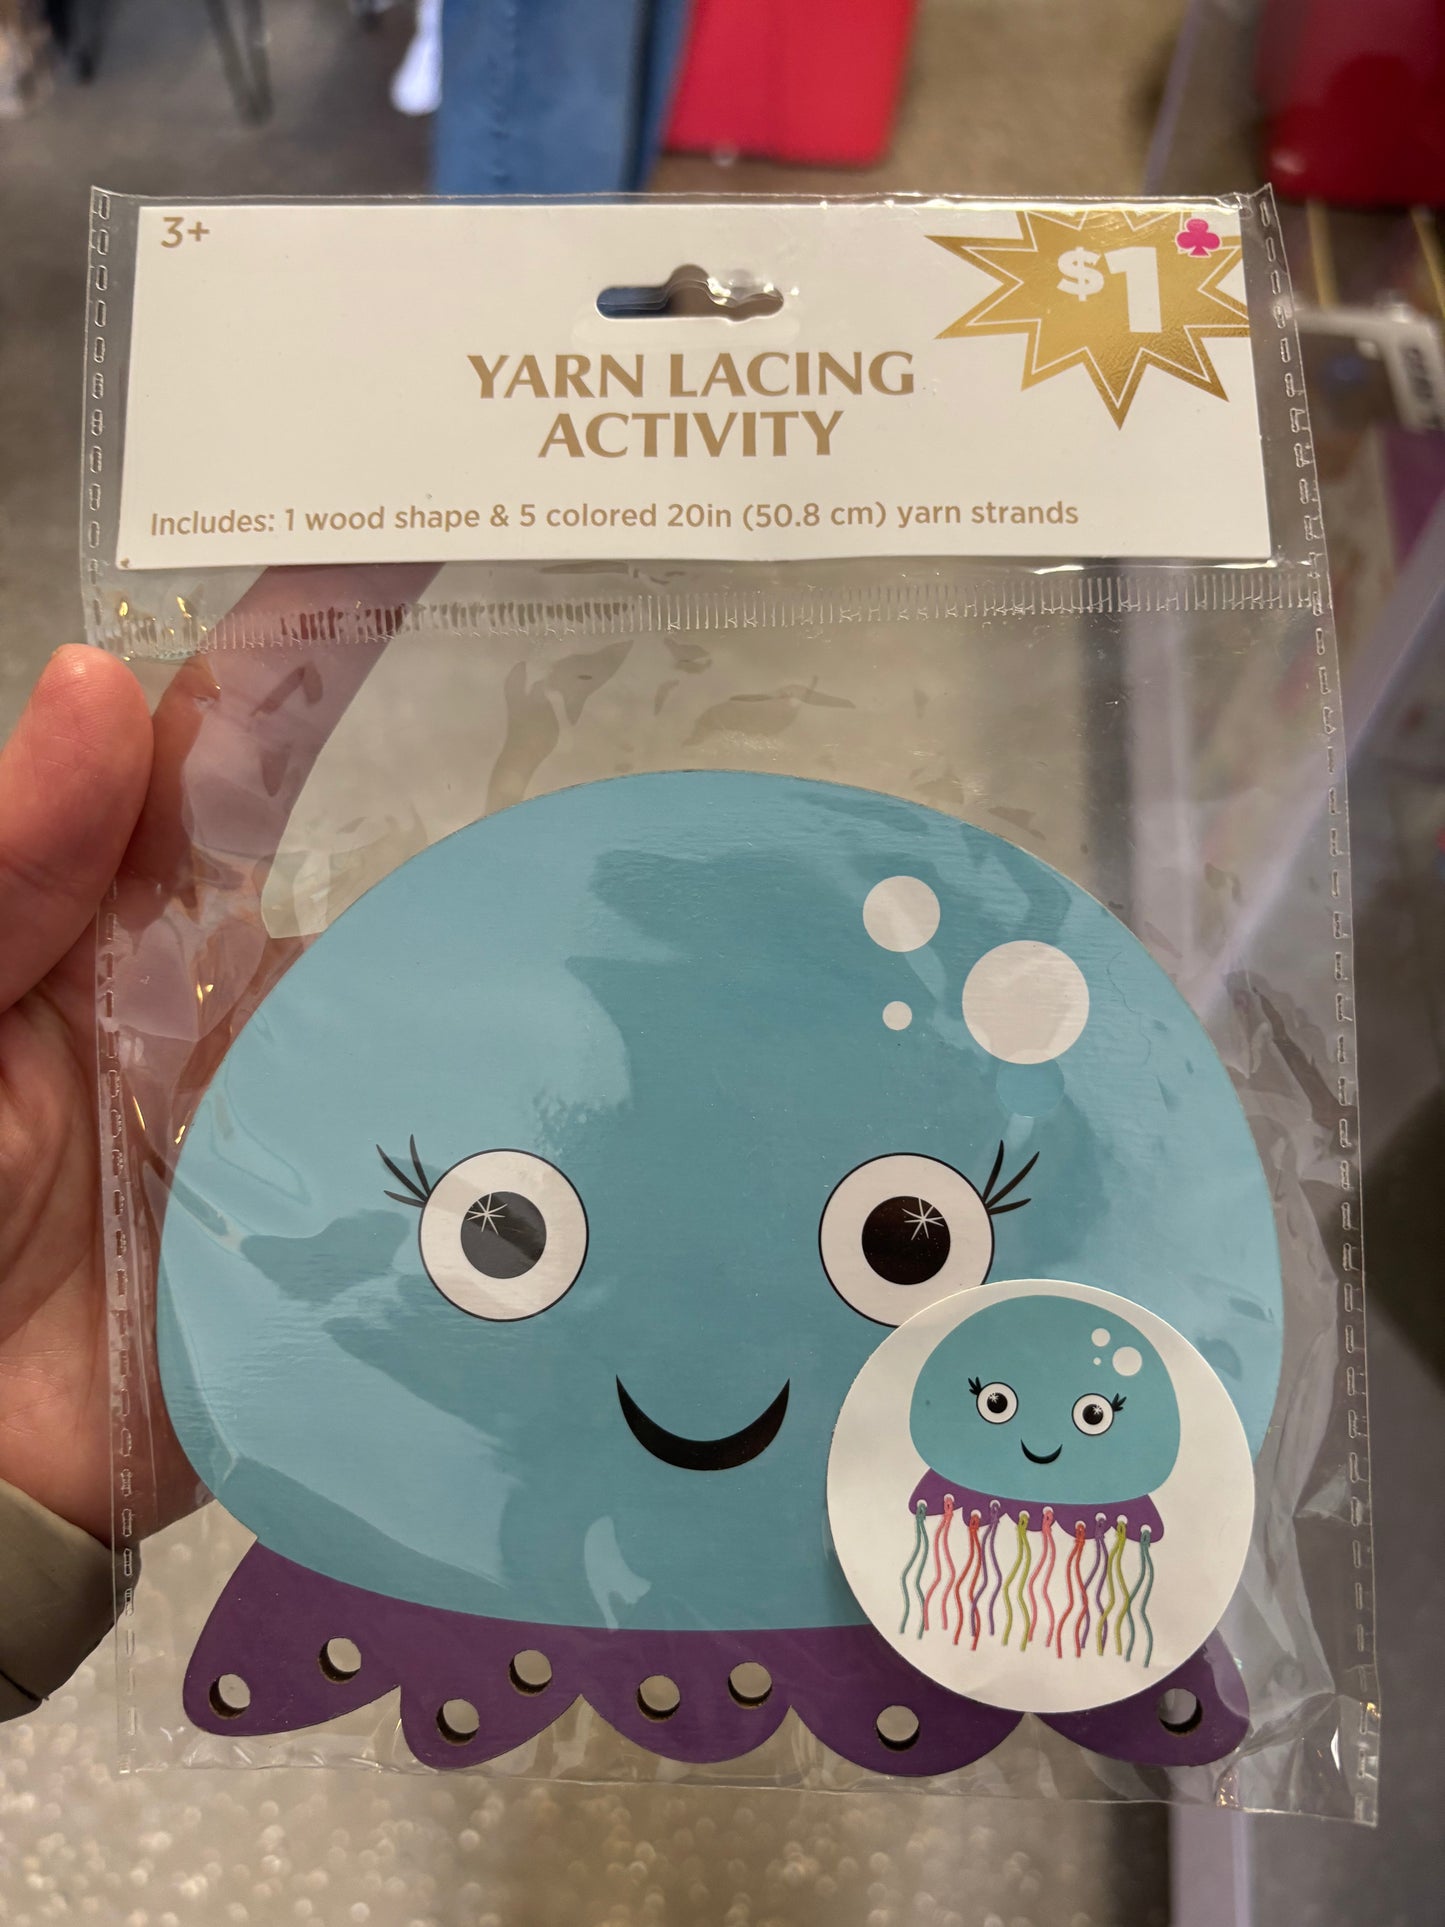 3+
$1
YARN LACING
ACTIVITY
Includes: 1 wood shape & 5 colored 20in (50.8 cm) yarn strands